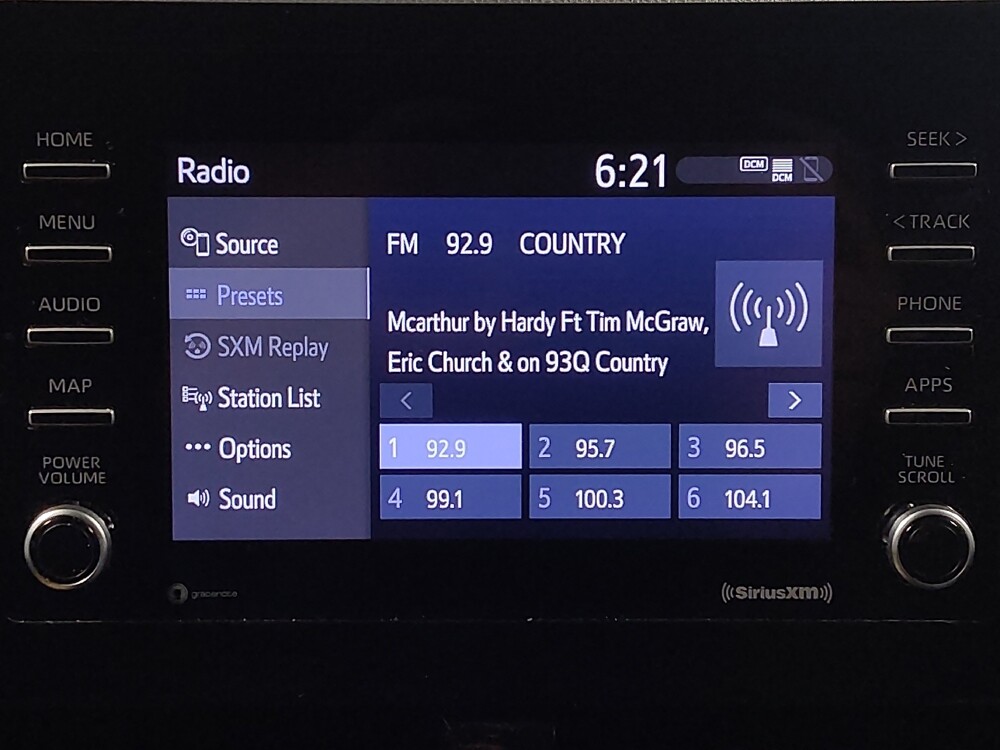 HOME
SEEK >
Radio
6:21
DCM
DCM
MENU
< TRACK
Source
FM 92.9 COUNTRY
Presets
AUDIO
PHONE
Mcarthur by Hardy Ft Tim McGraw,
SXM Replay
Eric Church & on 93Q Country
MAP
APPS
Station List
< >
Options
1 92.9 2 95.7 3 96.5
POWER
VOLUME
TUNE
SCROLL
Sound
4 99.1 5 100.3 6 104.1
gracenote
((SiriusXM))